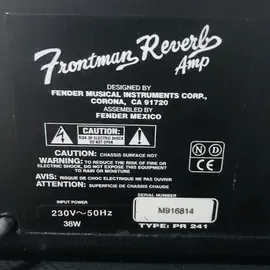 Frontman Reverb
Amp
DESIGNED BY
FENDER MUSICAL INSTRUMENTS CORP.,
CORONA, CA 91720
ASSEMBLED BY
FENDER MEXICO
CAUTION
RISK OF ELECTRIC SHOCK
DO NOT OPEN
N D
CAUTION: CHASSIS SURFACE HOT
WARNING: TO REDUCE THE RISK OF FIRE OR
ELECTRIC SHOCK, DO NOT EXPOSE THIS EQUIPMENT
TO RAIN OR MOISTURE
AVIS: RISQUE DE CHOC ELECTRIQUE
ATTENTION: SUPERFICIE DE CHASSIS CHAUDE
INPUT POWER
230V~50Hz
38W
SERIAL NUMBER
M916814
TYPE: PR 241